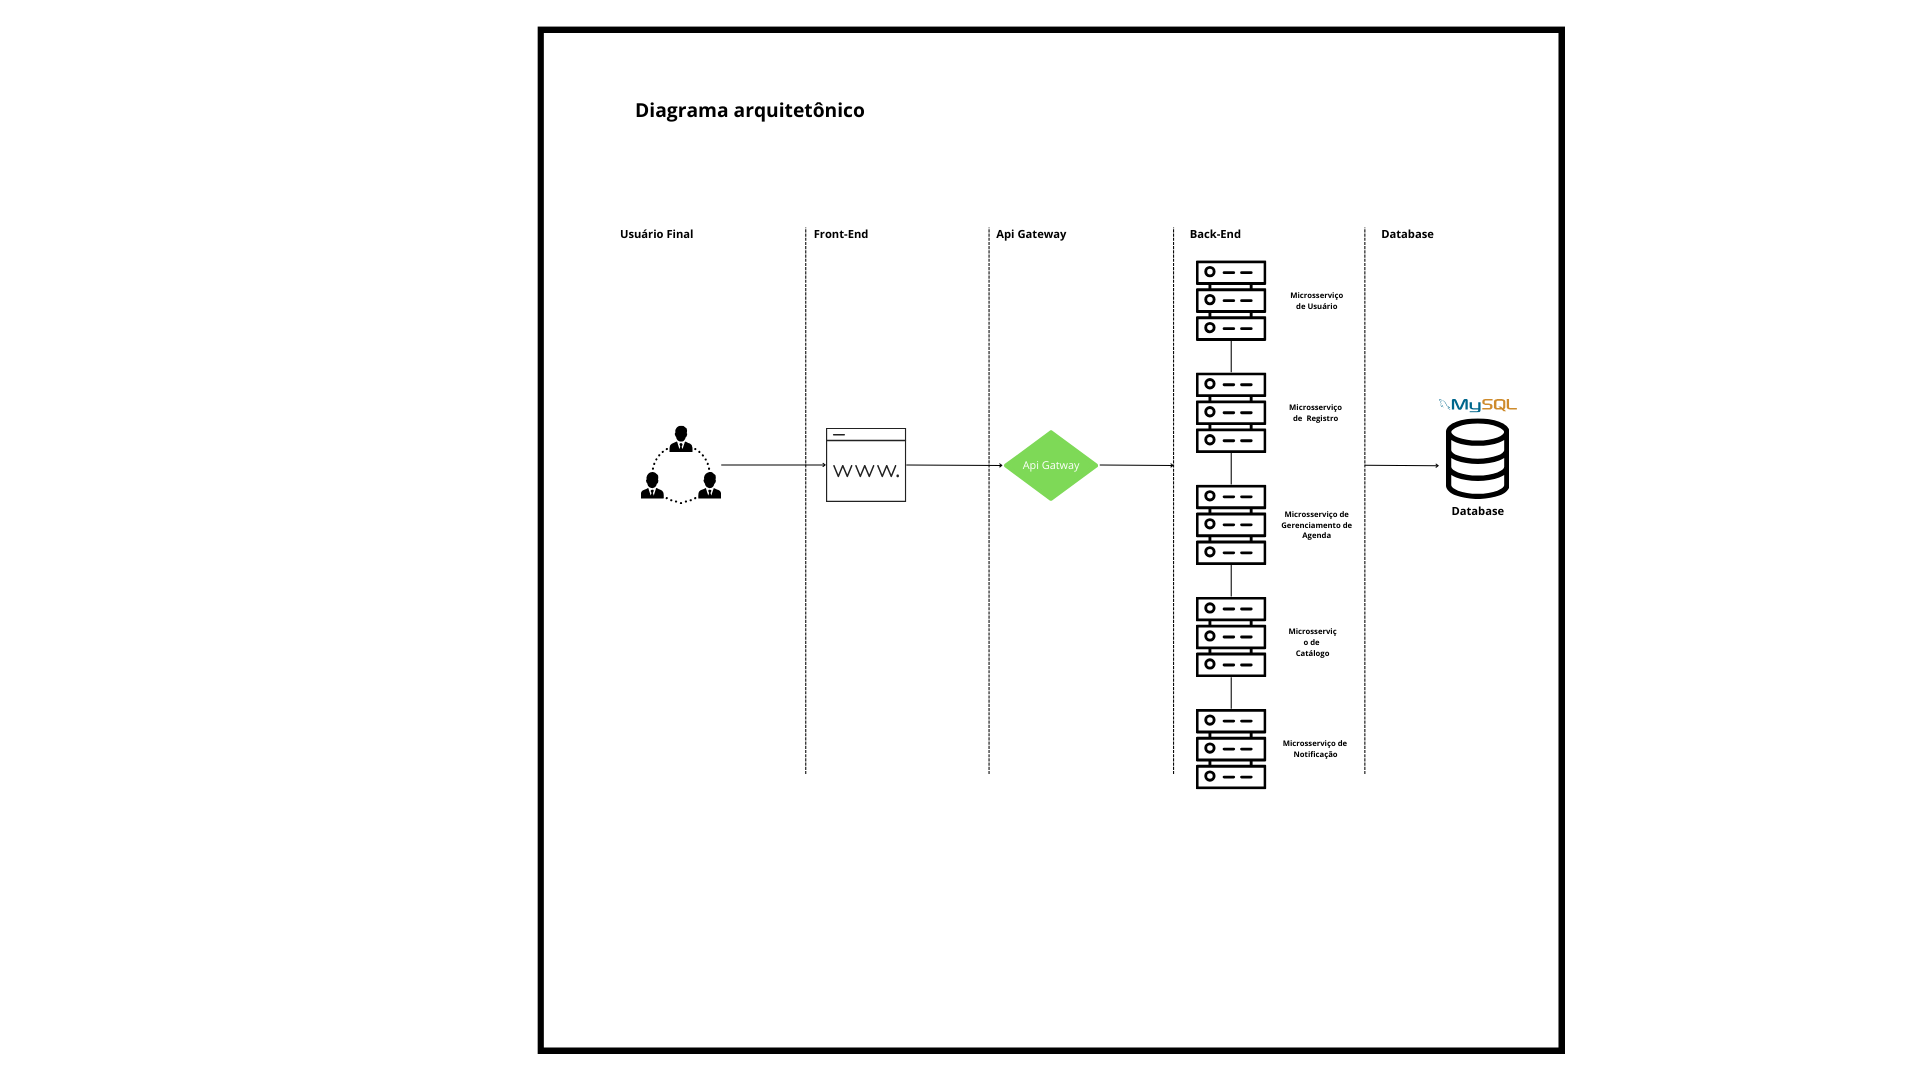 Diagrama arquitetônico
Usuário Final
Front-End
Api Gateway
Back-End
Database
Microsserviço
de Usuário
Microsserviço
de Registro
Microsserviço de
Gerenciamento de
Agenda
Microsserviç
o de
Catálogo
Microsserviço de
Notificação
www.
Api Gatway
MySQL
Database